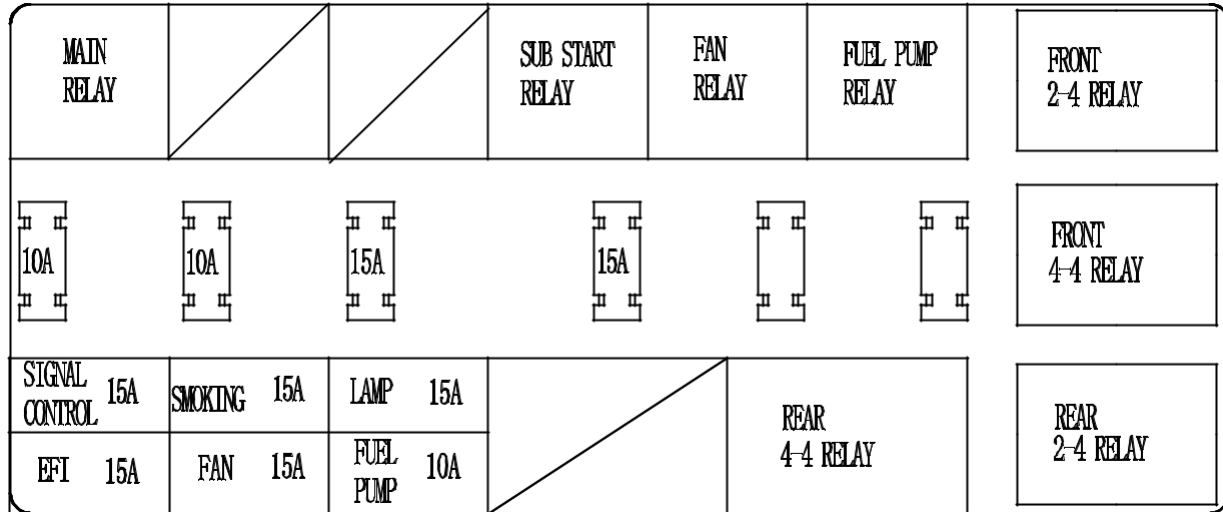 MAIN
RELAY
SUB START
RELAY
FAN
RELAY
FUEL PUMP
RELAY
FRONT
2-4 RELAY
10A
10A
15A
15A
FRONT
4-4 RELAY
SIGNAL
CONTROL 15A
SMOKING 15A
LAMP 15A
EFI 15A
FAN 15A
FUEL
PUMP 10A
REAR
4-4 RELAY
REAR
2-4 RELAY